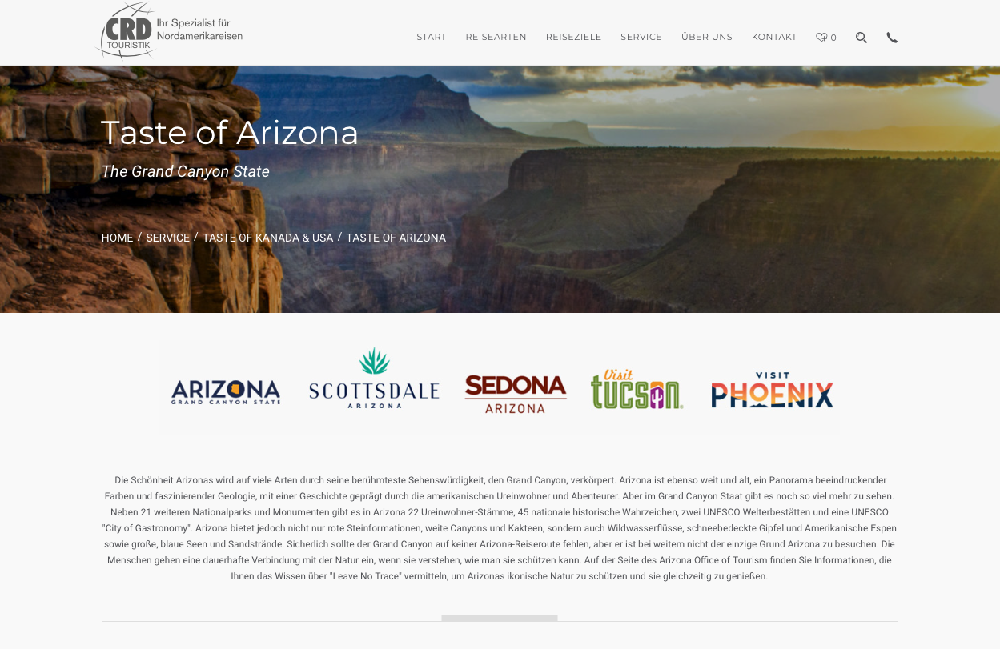 CRD
TOURISTIK
Ihr Spezialist für
Nordamerikareisen
START REISEARTEN REISEZIELE SERVICE ÜBER UNS KONTAKT 0
Taste of Arizona
The Grand Canyon State
HOME / SERVICE / TASTE OF KANADA & USA / TASTE OF ARIZONA
ARIZONA
GRAND CANYON STATE
SCOTTSDALE
ARIZONA
SEDONA
ARIZONA
Visit
tucson
VISIT
PHOENIX
Die Schönheit Arizonas wird auf viele Arten durch seine berühmteste Sehenswürdigkeit, den Grand Canyon, verkörpert. Arizona ist ebenso weit und alt, ein Panorama beeindruckender
Farben und faszinierender Geologie, mit einer Geschichte geprägt durch die amerikanischen Ureinwohner und Abenteurer. Aber im Grand Canyon Staat gibt es noch so viel mehr zu sehen.
Neben 21 weiteren Nationalparks und Monumenten gibt es in Arizona 22 Ureinwohner-Stämme, 45 nationale historische Wahrzeichen, zwei UNESCO Welterbestätten und eine UNESCO
"City of Gastronomy". Arizona bietet jedoch nicht nur rote Steinformationen, weite Canyons und Kakteen, sondern auch Wildwasserflüsse, schneebedeckte Gipfel und Amerikanische Espen
sowie große, blaue Seen und Sandstrände. Sicherlich sollte der Grand Canyon auf keiner Arizona-Reiseroute fehlen, aber er ist bei weitem nicht der einzige Grund Arizona zu besuchen. Die
Menschen gehen eine dauerhafte Verbindung mit der Natur ein, wenn sie verstehen, wie man sie schützen kann. Auf der Seite des Arizona Office of Tourism finden Sie Informationen, die
Ihnen das Wissen über "Leave No Trace" vermitteln, um Arizonas ikonische Natur zu schützen und sie gleichzeitig zu genießen.